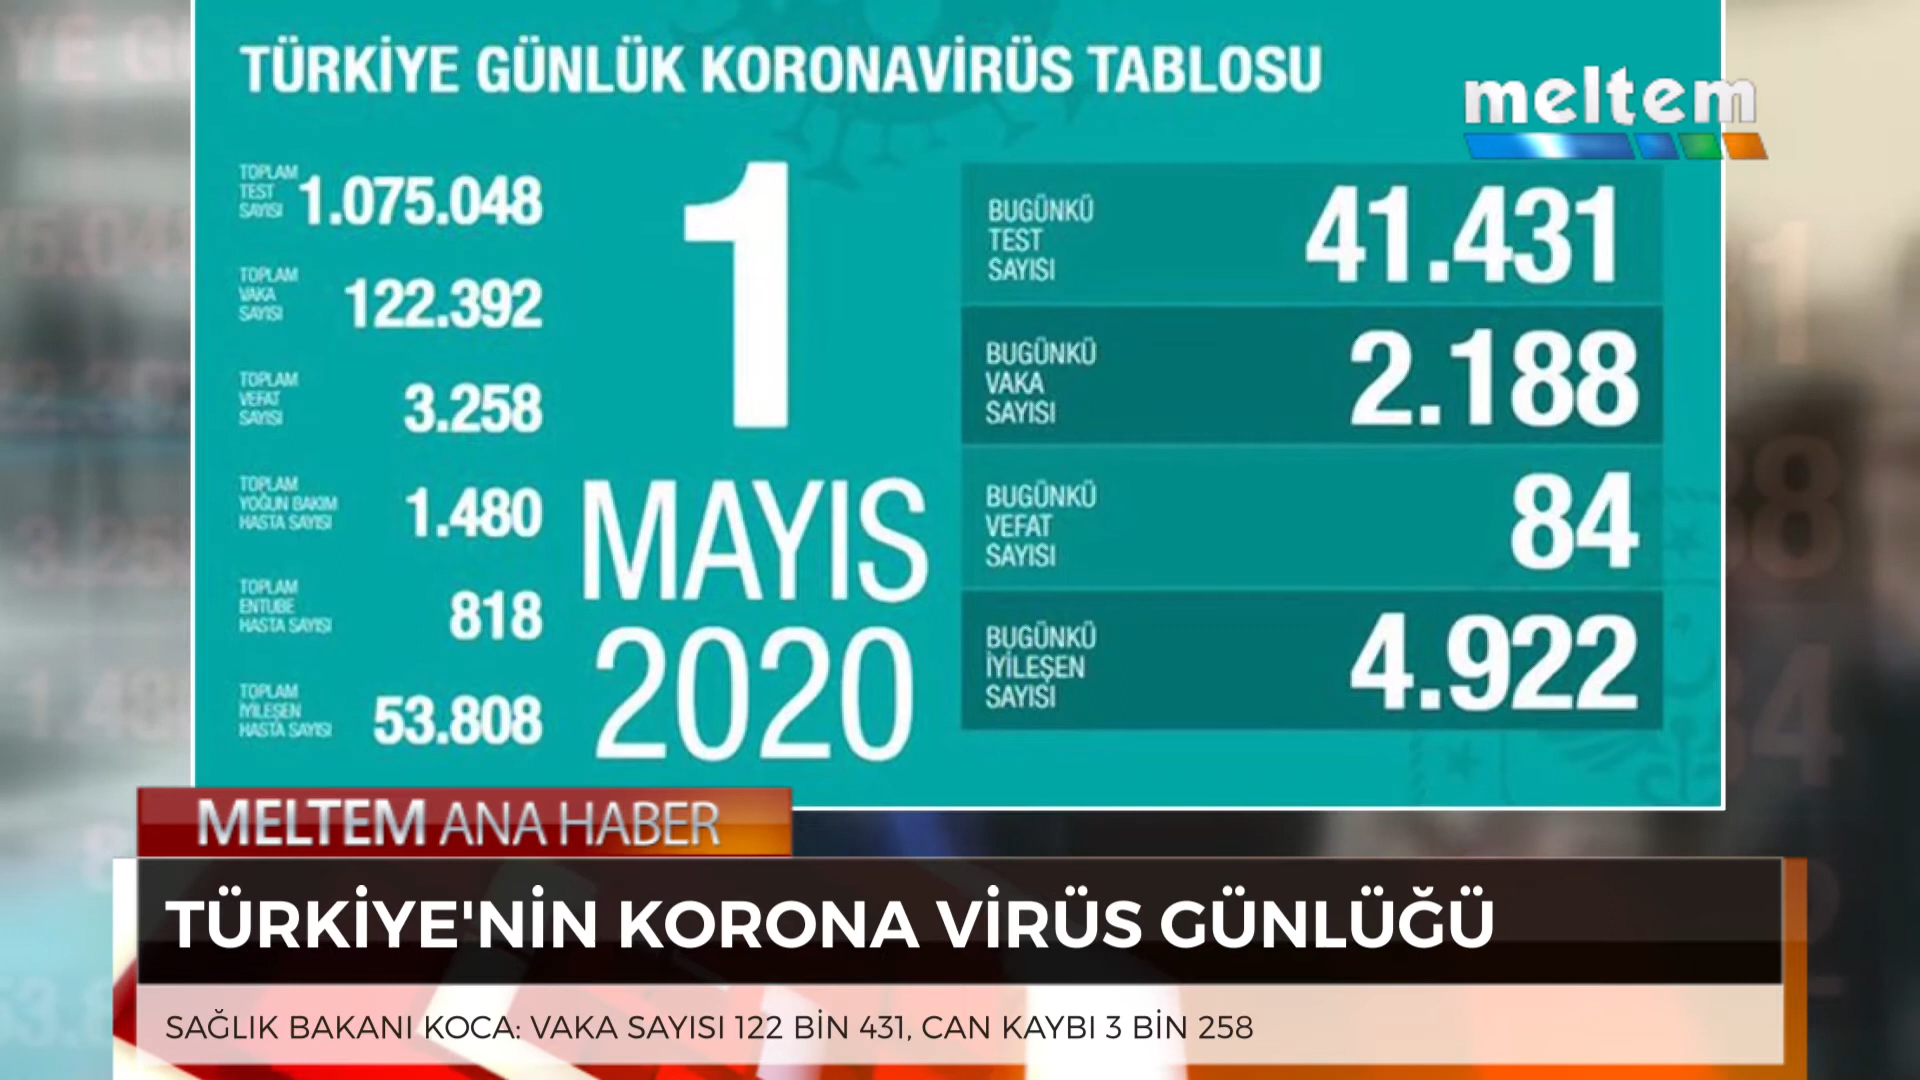 TÜRKİYE GÜNLÜK KORONAVİRÜS TABLOSU
meltem
TOPLAM
TEST
SAYISI
1.075.048
TOPLAM
VAKA
SAYISI
122.392
TOPLAM
VEFAT
SAYISI
3.258
TOPLAM
YOĞUN BAKIM
HASTA SAYISI
1.480
TOPLAM
ENTUBE
HASTA SAYISI
818
TOPLAM
İYİLEŞEN
HASTA SAYISI
53.808
1
MAYIS
2020
BUGÜNKÜ
TEST
SAYISI
41.431
BUGÜNKÜ
VAKA
SAYISI
2.188
BUGÜNKÜ
VEFAT
SAYISI
84
BUGÜNKÜ
İYİLEŞEN
SAYISI
4.922
MELTEM ANA HABER
TÜRKİYE'NİN KORONA VİRÜS GÜNLÜĞÜ
SAĞLIK BAKANI KOCA: VAKA SAYISI 122 BİN 431, CAN KAYBI 3 BİN 258